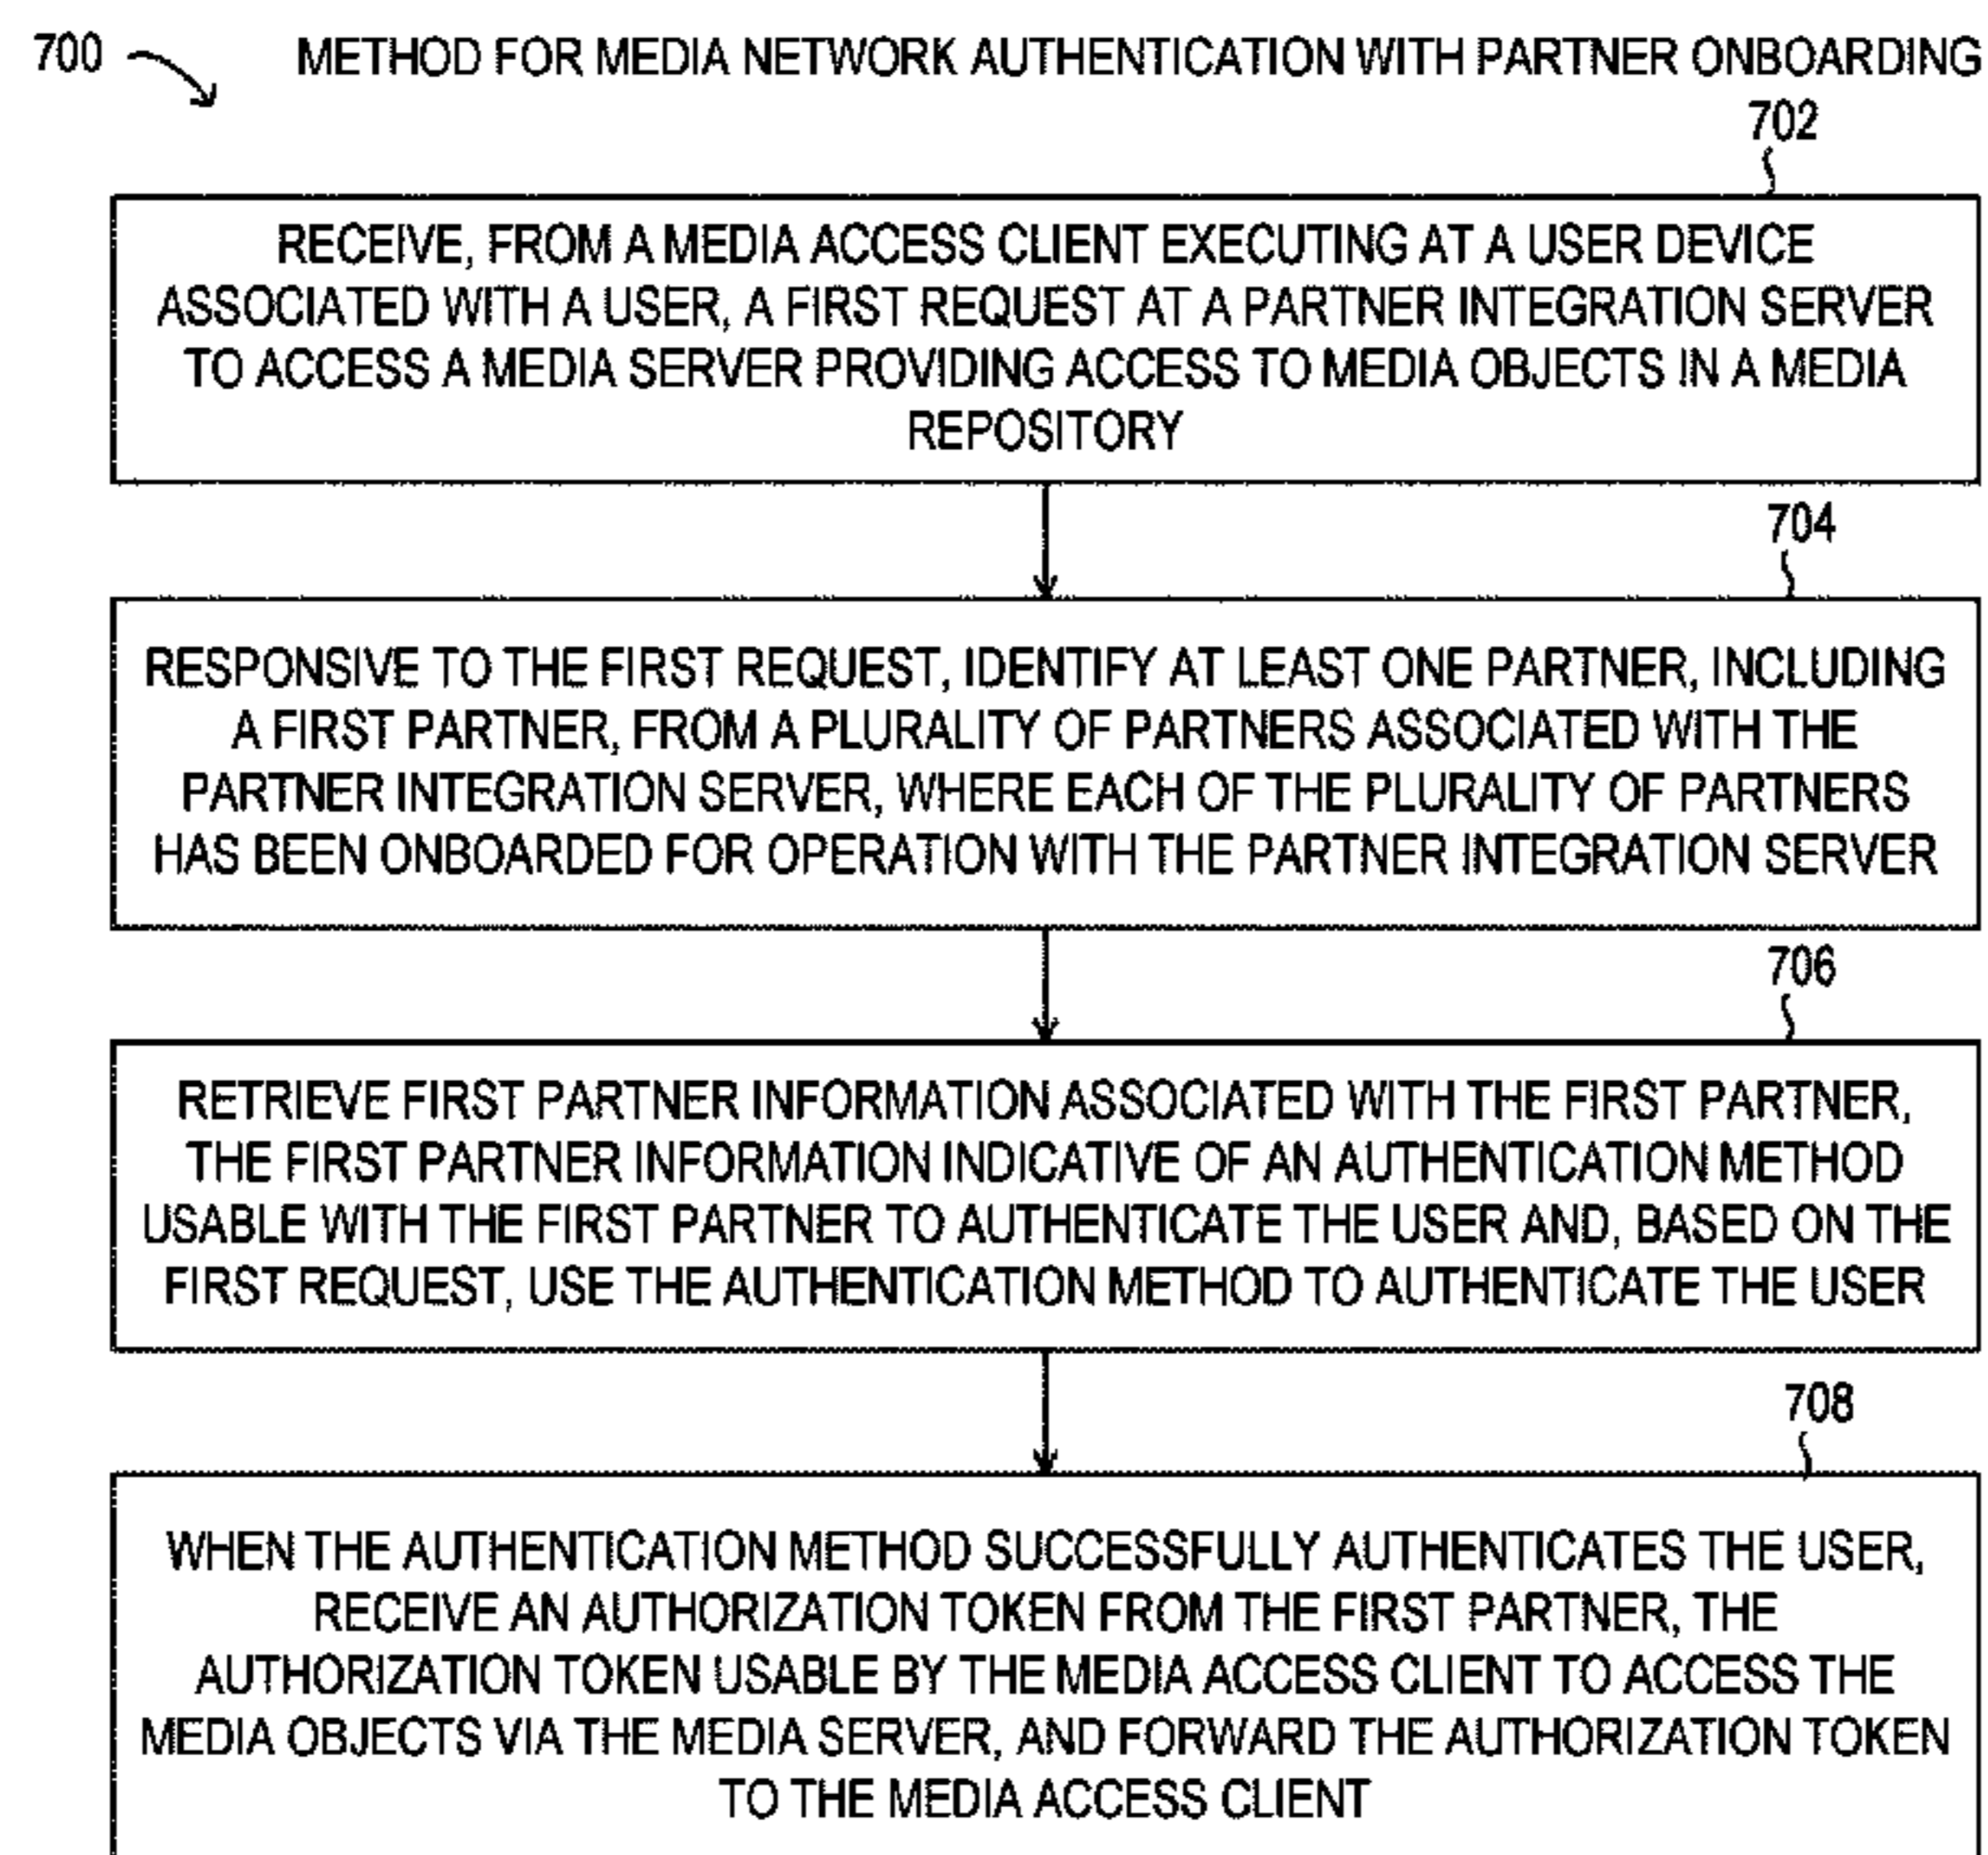 700
METHOD FOR MEDIA NETWORK AUTHENTICATION WITH PARTNER ONBOARDING
702
RECEIVE, FROM A MEDIA ACCESS CLIENT EXECUTING AT A USER DEVICE
ASSOCIATED WITH A USER, A FIRST REQUEST AT A PARTNER INTEGRATION SERVER
TO ACCESS A MEDIA SERVER PROVIDING ACCESS TO MEDIA OBJECTS IN A MEDIA
REPOSITORY
704
RESPONSIVE TO THE FIRST REQUEST, IDENTIFY AT LEAST ONE PARTNER, INCLUDING
A FIRST PARTNER, FROM A PLURALITY OF PARTNERS ASSOCIATED WITH THE
PARTNER INTEGRATION SERVER, WHERE EACH OF THE PLURALITY OF PARTNERS
HAS BEEN ONBOARDED FOR OPERATION WITH THE PARTNER INTEGRATION SERVER
706
RETRIEVE FIRST PARTNER INFORMATION ASSOCIATED WITH THE FIRST PARTNER,
THE FIRST PARTNER INFORMATION INDICATIVE OF AN AUTHENTICATION METHOD
USABLE WITH THE FIRST PARTNER TO AUTHENTICATE THE USER AND, BASED ON THE
FIRST REQUEST, USE THE AUTHENTICATION METHOD TO AUTHENTICATE THE USER
708
WHEN THE AUTHENTICATION METHOD SUCCESSFULLY AUTHENTICATES THE USER,
RECEIVE AN AUTHORIZATION TOKEN FROM THE FIRST PARTNER, THE
AUTHORIZATION TOKEN USABLE BY THE MEDIA ACCESS CLIENT TO ACCESS THE
MEDIA OBJECTS VIA THE MEDIA SERVER, AND FORWARD THE AUTHORIZATION TOKEN
TO THE MEDIA ACCESS CLIENT